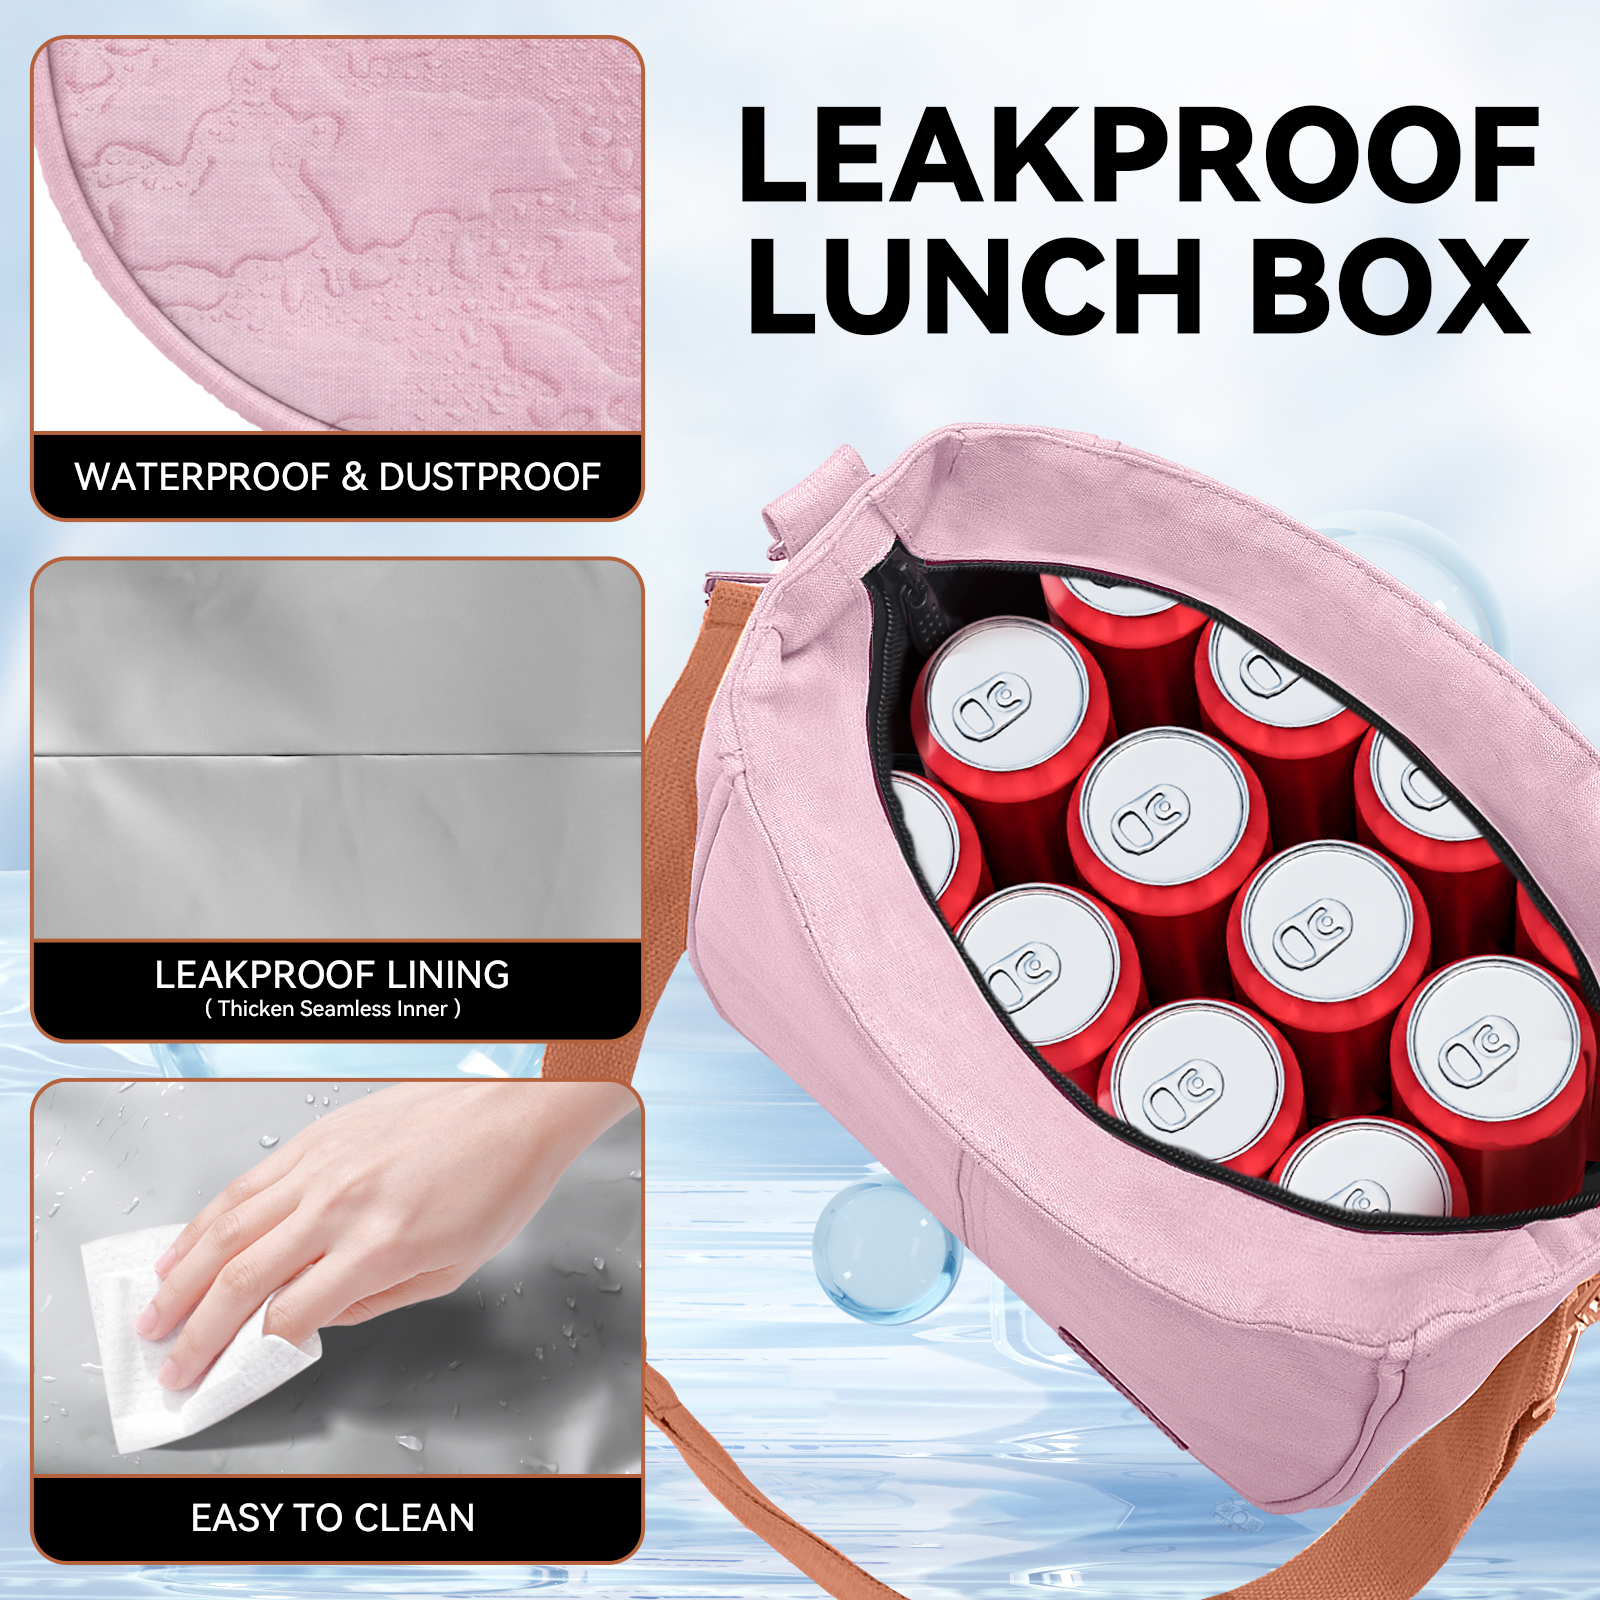 LEAKPROOF
LUNCH BOX
WATERPROOF & DUSTPROOF
LEAKPROOF LINING
( Thicken Seamless Inner )
EASY TO CLEAN